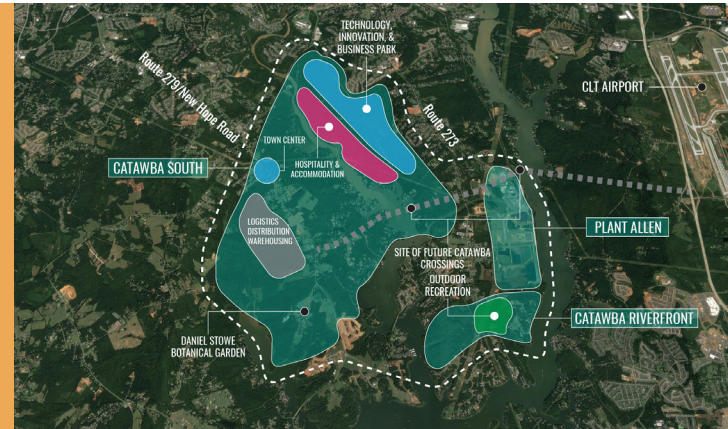 TECHNOLOGY,
INNOVATION, &
BUSINESS PARK
Route 279/New Hope Road
Route 273
CLT AIRPORT
TOWN CENTER
CATAWBA SOUTH
HOSPITALITY &
ACCOMMODATION
LOGISTICS
DISTRIBUTION
WAREHOUSING
PLANT ALLEN
SITE OF FUTURE CATAWBA
CROSSINGS
OUTDOOR
RECREATION
CATAWBA RIVERFRONT
DANIEL STOWE
BOTANICAL GARDEN